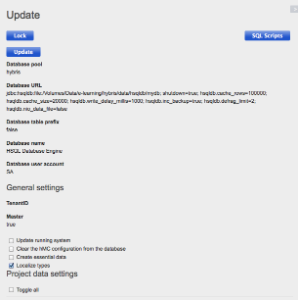 Update
Lock SQL Scripts
Update
Database pool
hybris
Database URL
jdbc:hsqldb:file:/Volumes/Data/e-learning/hybris/data/hsqldb/mydb; shutdown=true; hsqldb.cache_rows=100000;
hsqldb.cache_size=20000; hsqldb.write_delay_millis=1000; hsqldb.inc_backup=true; hsqldb.defrag_limit=2;
hsqldb.nio_data_file=false
Database table prefix
false
Database name
HSQL Database Engine
Database user account
SA
General settings
TenantID
Master
true
Update running system
Clear the hMC configuration from the database
Create essential data
Localize types
Project data settings
Toggle all